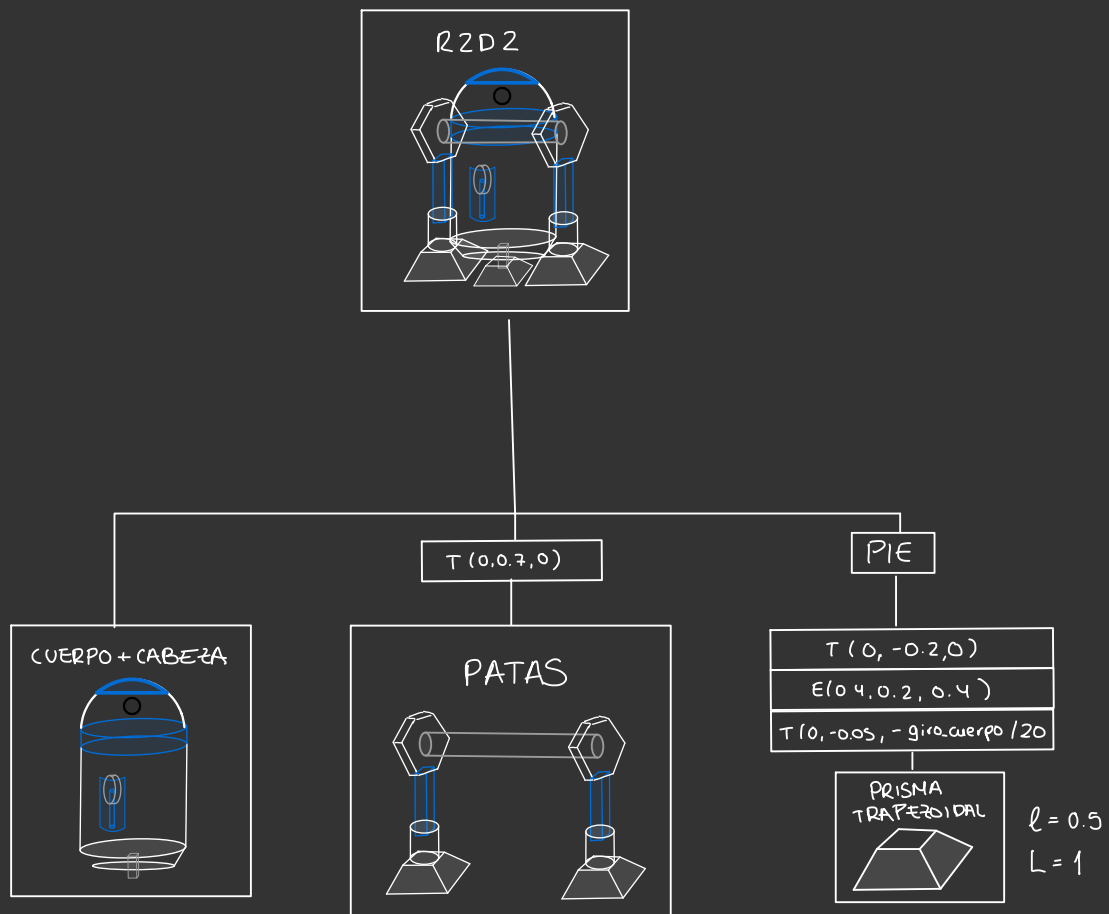 R2D2
T(0,0.7,0)
PIE
CUERPO + CABEZA
PATAS
T(0, -0.2,0)
E(0 4,0.2, 0.4)
T(0,-0.05, - giro_cuerpo /20
PRISMA
TRAPEZOIDAL
l = 0.5
L = 1